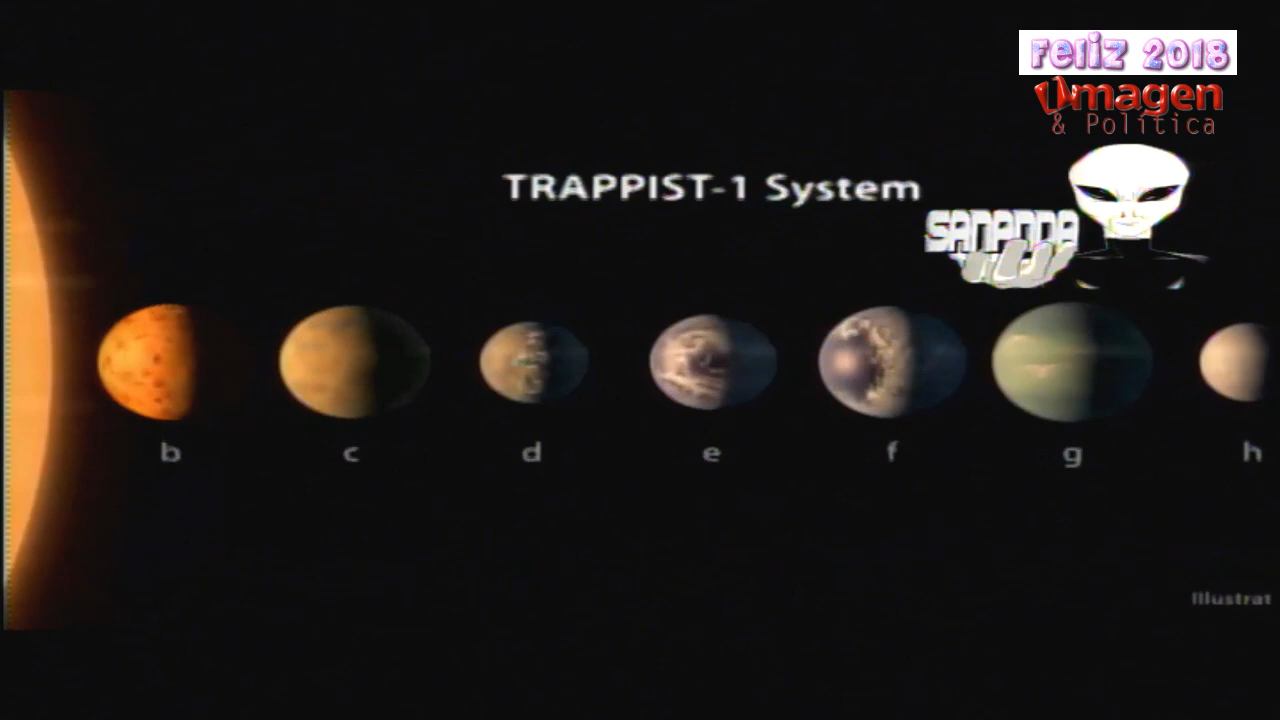 Feliz 2018
Imagen
& Política
TRAPPIST-1 System
SANANDA
b
c
d
e
f
g
h
Illustrat